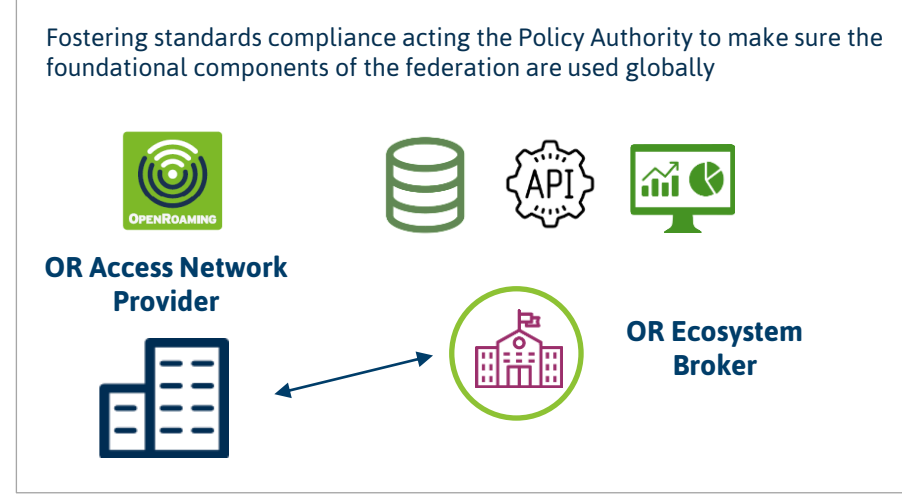 Fostering standards compliance acting the Policy Authority to make sure the
foundational components of the federation are used globally
OPENROAMING
API
OR Access Network
Provider
OR Ecosystem
Broker